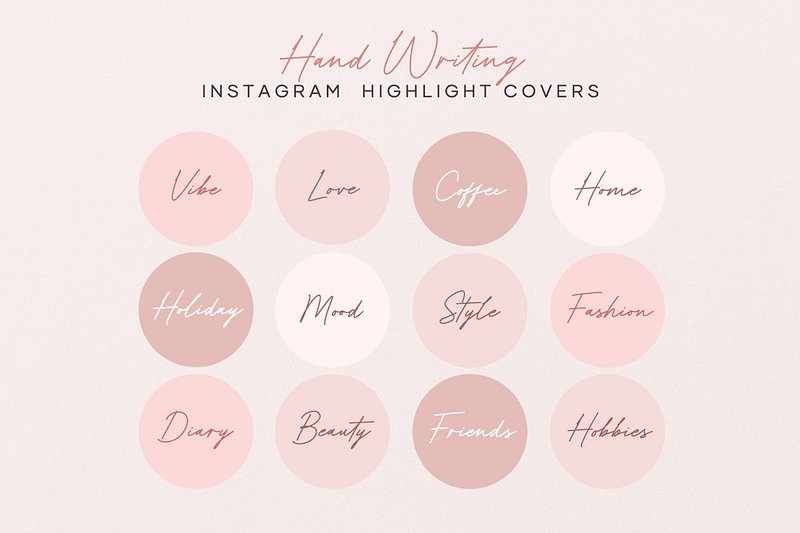 Hand Writing
INSTAGRAM HIGHLIGHT COVERS
Vibe
Love
Coffee
Home
Holiday
Mood
Style
Fashion
Diary
Beauty
Friends
Hobbies